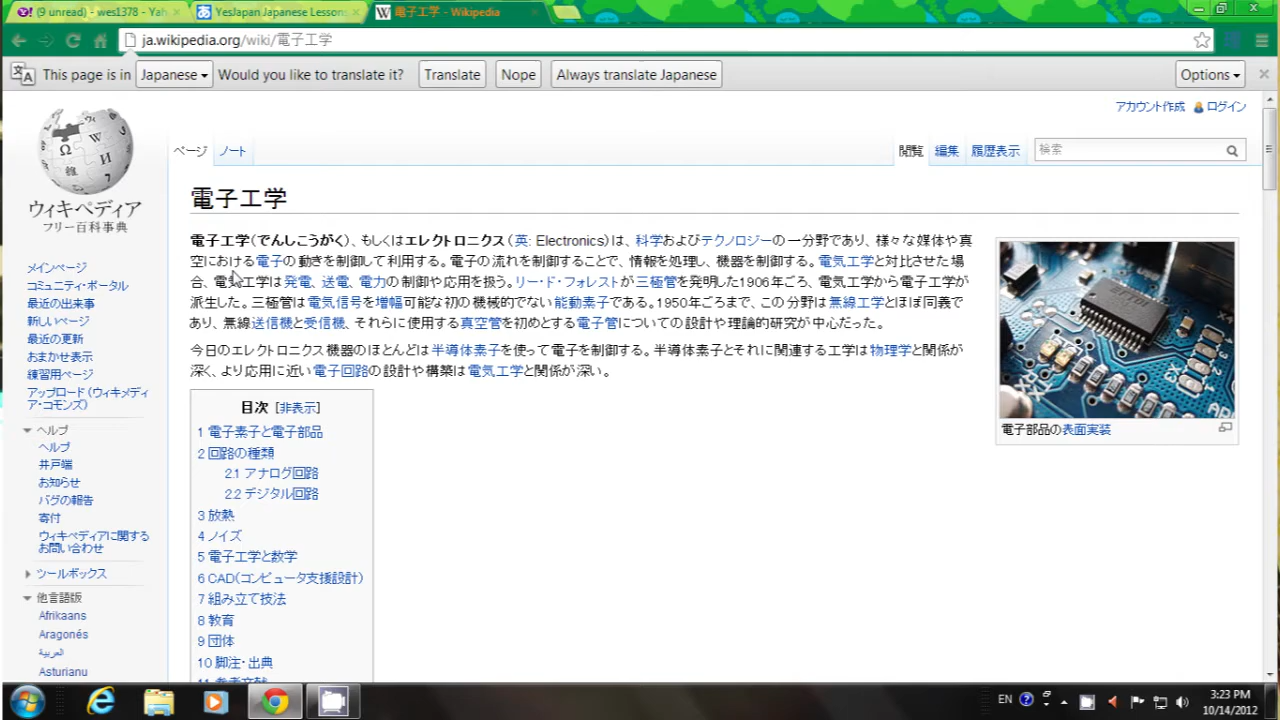 (9 unread) - wes1378 - Yah
YesJapan Japanese Lessons
電子工学 - Wikipedia
ja.wikipedia.org/wiki/電子工学
This page is in Japanese Would you like to translate it? Translate Nope Always translate Japanese Options
アカウント作成 ログイン
ページ ノート 閲覧 編集 履歴表示 検索
ウィキペディア
フリー百科事典
メインページ
コミュニティ・ポータル
最近の出来事
新しいページ
最近の更新
おまかせ表示
練習用ページ
アップロード (ウィキメディ
ア・コモンズ)
ヘルプ
ヘルプ
井戸端
お知らせ
バグの報告
寄付
ウィキペディアに関する
お問い合わせ
ツールボックス
他言語版
Afrikaans
Aragonés
العربية
Asturianu
電子工学
電子工学(でんしこうがく)、もしくはエレクトロニクス(英: Electronics)は、科学およびテクノロジーの一分野であり、様々な媒体や真
空における電子の動きを制御して利用する。電子の流れを制御することで、情報を処理し、機器を制御する。電気工学と対比させた場
合、電気工学は発電、送電、電力の制御や応用を扱う。リー・ド・フォレストが三極管を発明した1906年ごろ、電気工学から電子工学が
派生した。三極管は電気信号を増幅可能な初の機械的でない能動素子である。1950年ごろまで、この分野は無線工学とほぼ同義で
あり、無線送信機と受信機、それらに使用する真空管を初めとする電子管についての設計や理論的研究が中心だった。
今日のエレクトロニクス機器のほとんどは半導体素子を使って電子を制御する。半導体素子とそれに関連する工学は物理学と関係が
深く、より応用に近い電子回路の設計や構築は電気工学と関係が深い。
電子部品の表面実装
目次 [非表示]
1 電子素子と電子部品
2 回路の種類
2.1 アナログ回路
2.2 デジタル回路
3 放熱
4 ノイズ
5 電子工学と数学
6 CAD(コンピュータ支援設計)
7 組み立て技法
8 教育
9 団体
10 脚注・出典
11 参考文献
EN
3:23 PM
10/14/2012